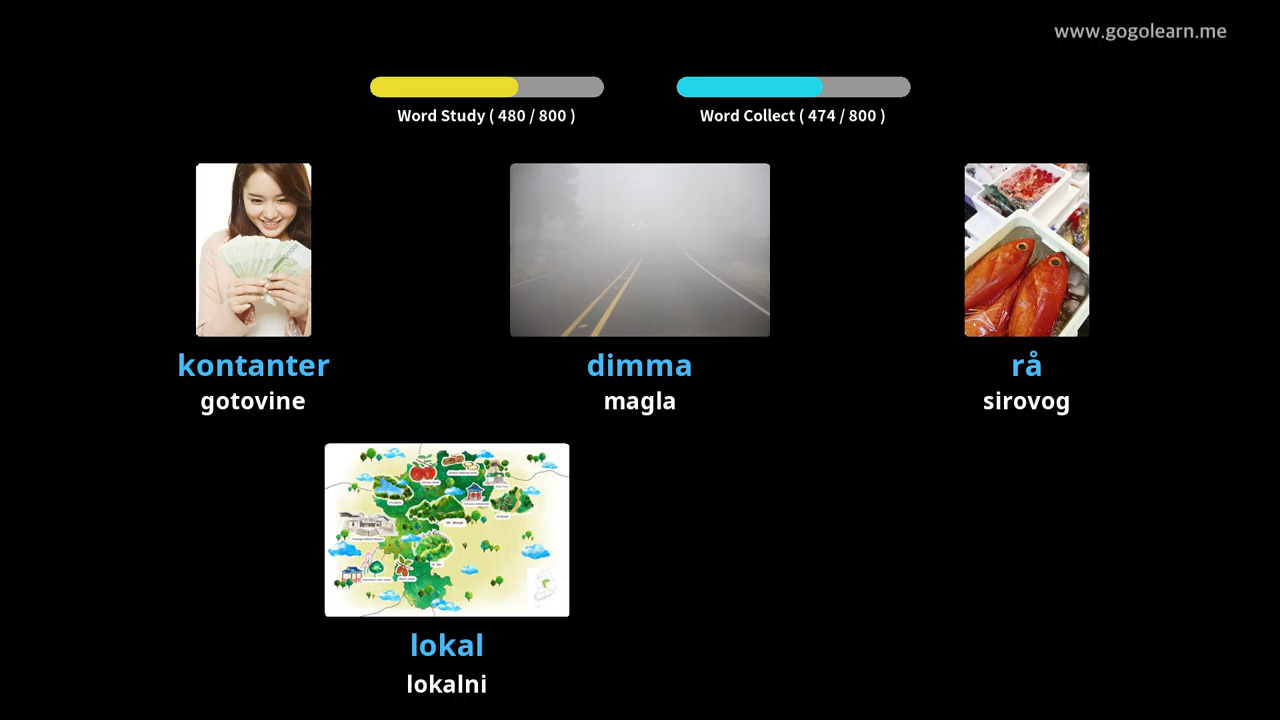 www.gogolearn.me
Word Study ( 480 / 800 )
Word Collect ( 474 / 800 )
kontanter
gotovine
dimma
magla
rå
sirovog
lokal
lokalni